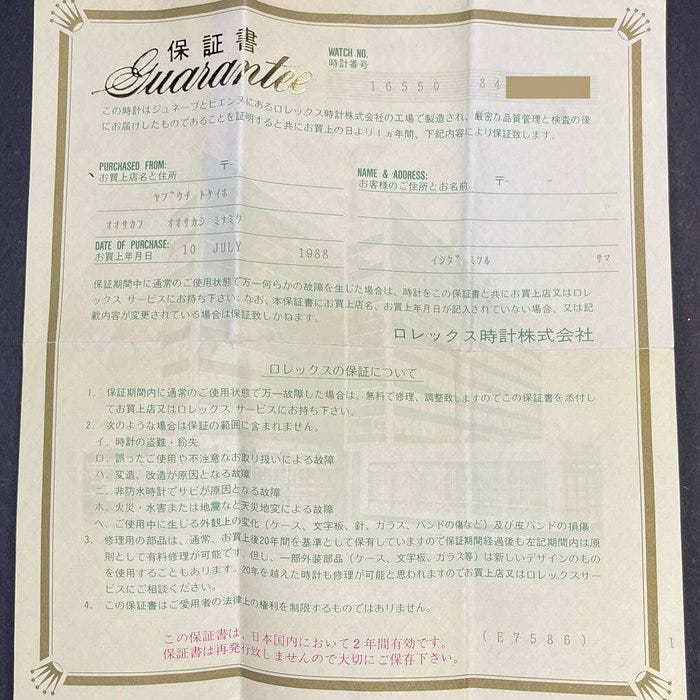 保証書
Guarantee
WATCH NO.
時計番号
16550 84
この時計はジュネーブとビエンヌにあるロレックス時計株式会社の工場で製造され、厳密な品質管理と検査の後
にお届けしたものであることを証明すると共にお買上の日より1ヵ年間、下記内容により保証致します。
PURCHASED FROM: 〒-
お買上店名と住所
ヤブウチ トケイホ
オオサカフ オオサカシ ミナミク
DATE OF PURCHASE: 10 JULY 1988
お買上年月日
NAME & ADDRESS: 〒- -
お客様のご住所とお名前
イシダ ミツル サマ
保証期間中に通常のご使用状態で万一何らかの故障を生した場合は、時計をこの保証書と共にお買上店又はロレ
ックス サービスにお持ち下さい。なお、本保証書にお買上店名、お買上年月日が記入されていない場合、又は記
載内容が変更されている場合は保証致しかねます。
ロレックス時計株式会社
ロレックスの保証について
1. 保証期間内に通常のご使用状態で万一故障した場合は、無料で修理、調整致しますのでこの保証書を添付し
てお買上店又はロレックス サービスにお持ち下さい。
2. 次のような場合は保証の範囲に含まれません。
イ. 時計の盗難・紛失
ロ. 誤ったご使用や不注意なお取り扱いによる故障
ハ. 変造、改造が原因となる故障
ニ. 非防水時計でサビが原因となる故障
ホ. 火災・水害または地震など天災地変による故障
ヘ. ご使用中に生じる外観上の変化（ケース、文字板、針、ガラス、バンドの傷など）及び皮バンドの損傷
3. 修理用の部品は、通常、お買上後20年間を基準として保有していますので保証期間経過後も左記期間内は原
則として有料修理が可能です。但し、一部外装部品（ケース、文字板、ガラス等）は新しいデザインのもの
を使用することもあります。20年を越えた時計も修理が可能と思われますのでお買上店又はロレックスサー
ビスにご相談ください。
4. この保証書はご愛用者の法律上の権利を制限するものではありません。
この保証書は、日本国内において2年間有効です。
保証書は再発行致しませんので大切にご保存下さい。
(E7586)
1